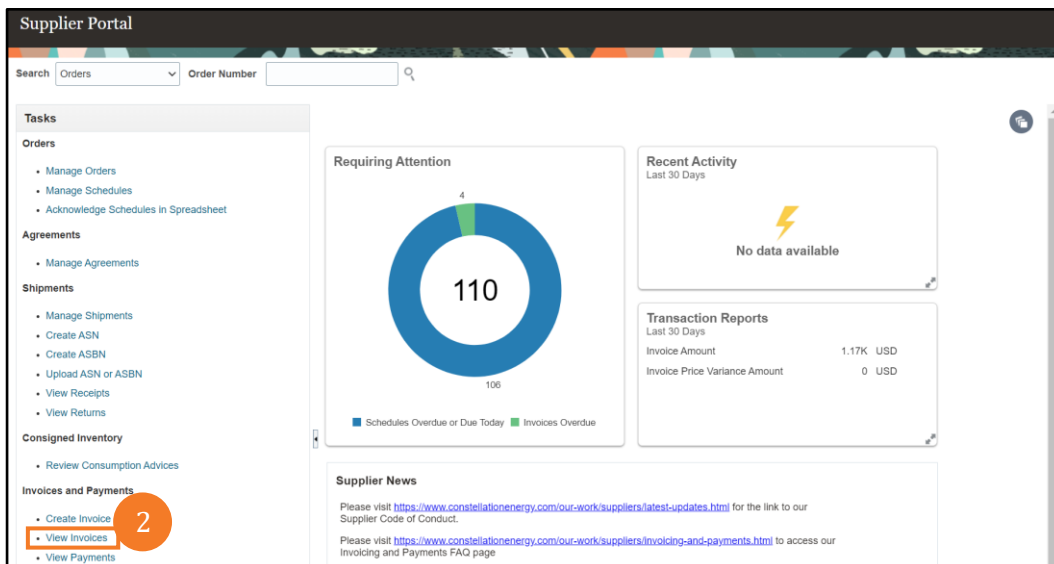 Supplier Portal
Search Orders Order Number
Tasks
Orders
Manage Orders
Manage Schedules
Acknowledge Schedules in Spreadsheet
Agreements
Manage Agreements
Shipments
Manage Shipments
Create ASN
Create ASBN
Upload ASN or ASBN
View Receipts
View Returns
Consigned Inventory
Review Consumption Advices
Invoices and Payments
Create Invoice
View Invoices
View Payments
2
Requiring Attention
4
110
106
Schedules Overdue or Due Today Invoices Overdue
Recent Activity
Last 30 Days
No data available
Transaction Reports
Last 30 Days
Invoice Amount 1.17K USD
Invoice Price Variance Amount 0 USD
Supplier News
Please visit https://www.constellationenergy.com/our-work/suppliers/latest-updates.html for the link to our
Supplier Code of Conduct.
Please visit https://www.constellationenergy.com/our-work/suppliers/invoicing-and-payments.html to access our
Invoicing and Payments FAQ page